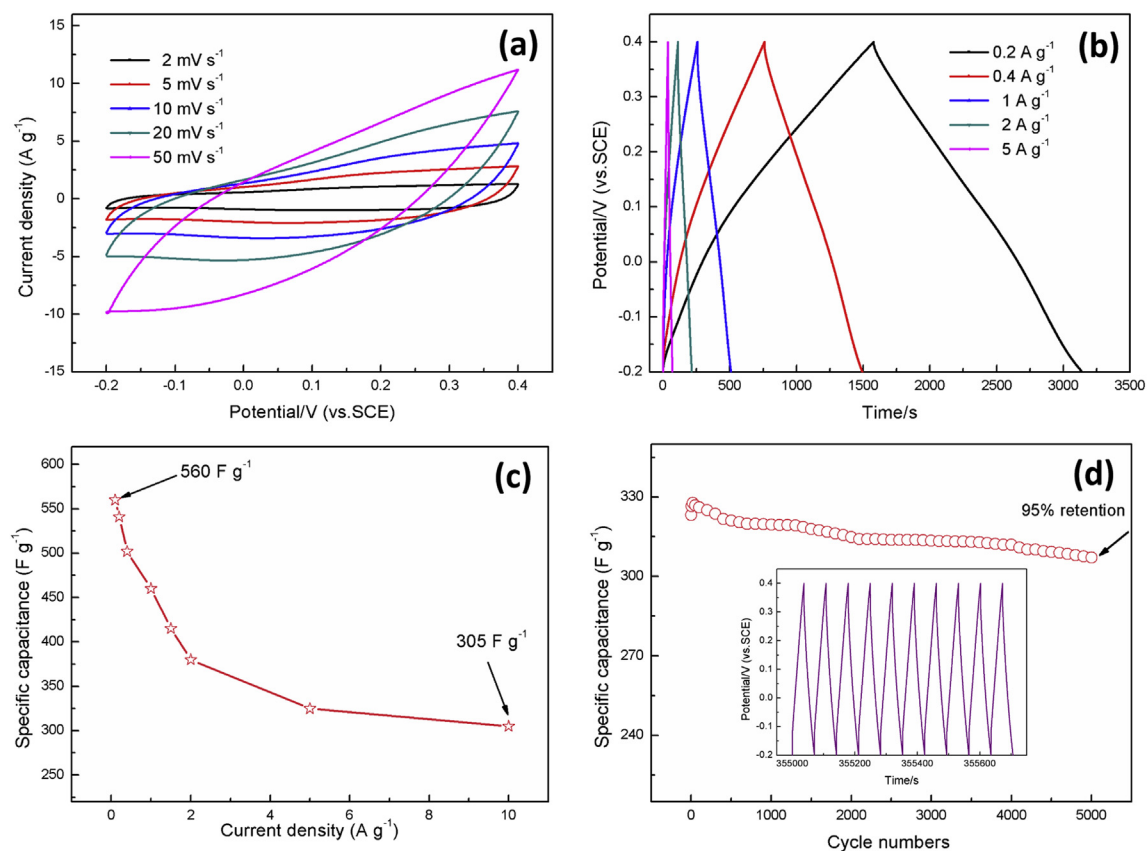 (a)
2 mV s⁻¹
5 mV s⁻¹
10 mV s⁻¹
20 mV s⁻¹
50 mV s⁻¹
15
10
5
0
-5
-10
-15
Current density (A g⁻¹)
-0.2 -0.1 0.0 0.1 0.2 0.3 0.4
Potential/V (vs.SCE)
(b)
0.2 A g⁻¹
0.4 A g⁻¹
1 A g⁻¹
2 A g⁻¹
5 A g⁻¹
0.4
0.3
0.2
0.1
0.0
-0.1
-0.2
Potential/V (vs.SCE)
0 500 1000 1500 2000 2500 3000 3500
Time/s
(c)
560 F g⁻¹
305 F g⁻¹
600
550
500
450
400
350
300
250
Specific capacitance (F g⁻¹)
0 2 4 6 8 10
Current density (A g⁻¹)
(d)
95% retention
330
300
270
240
Specific capacitance (F g⁻¹)
0.4
0.3
0.2
0.1
0.0
-0.1
-0.2
Potential/V (vs.SCE)
355000 355200 355400 355600
Time/s
0 1000 2000 3000 4000 5000
Cycle numbers